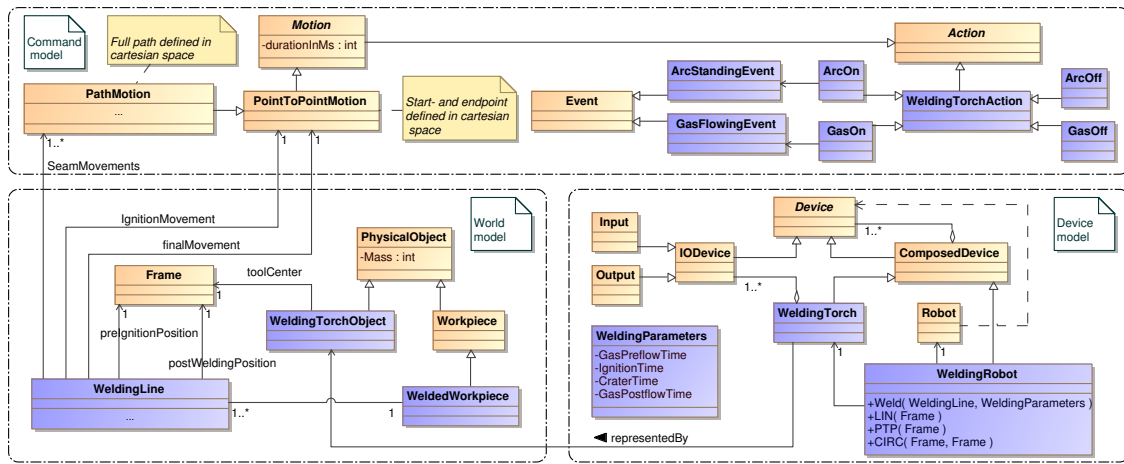 Command
model
Full path defined in
cartesian space
Motion
-durationInMs : int
Action
PathMotion
...
PointToPointMotion
Start- and endpoint
defined in cartesian
space
Event
ArcStandingEvent
GasFlowingEvent
ArcOn
GasOn
WeldingTorchAction
ArcOff
GasOff
1..*
1
1
SeamMovements
IgnitionMovement
finalMovement
World
model
PhysicalObject
-Mass : int
Frame
toolCenter
1
1
1
preIgnitionPosition
postWeldingPosition
WeldingTorchObject
Workpiece
WeldingLine
...
1..*
1
WeldedWorkpiece
Device
model
Device
1..*
Input
Output
IODevice
1..*
ComposedDevice
WeldingTorch
1
Robot
1
WeldingParameters
-GasPreflowTime
-IgnitionTime
-CraterTime
-GasPostflowTime
WeldingRobot
+Weld( WeldingLine, WeldingParameters )
+LIN( Frame )
+PTP( Frame )
+CIRC( Frame, Frame )
representedBy